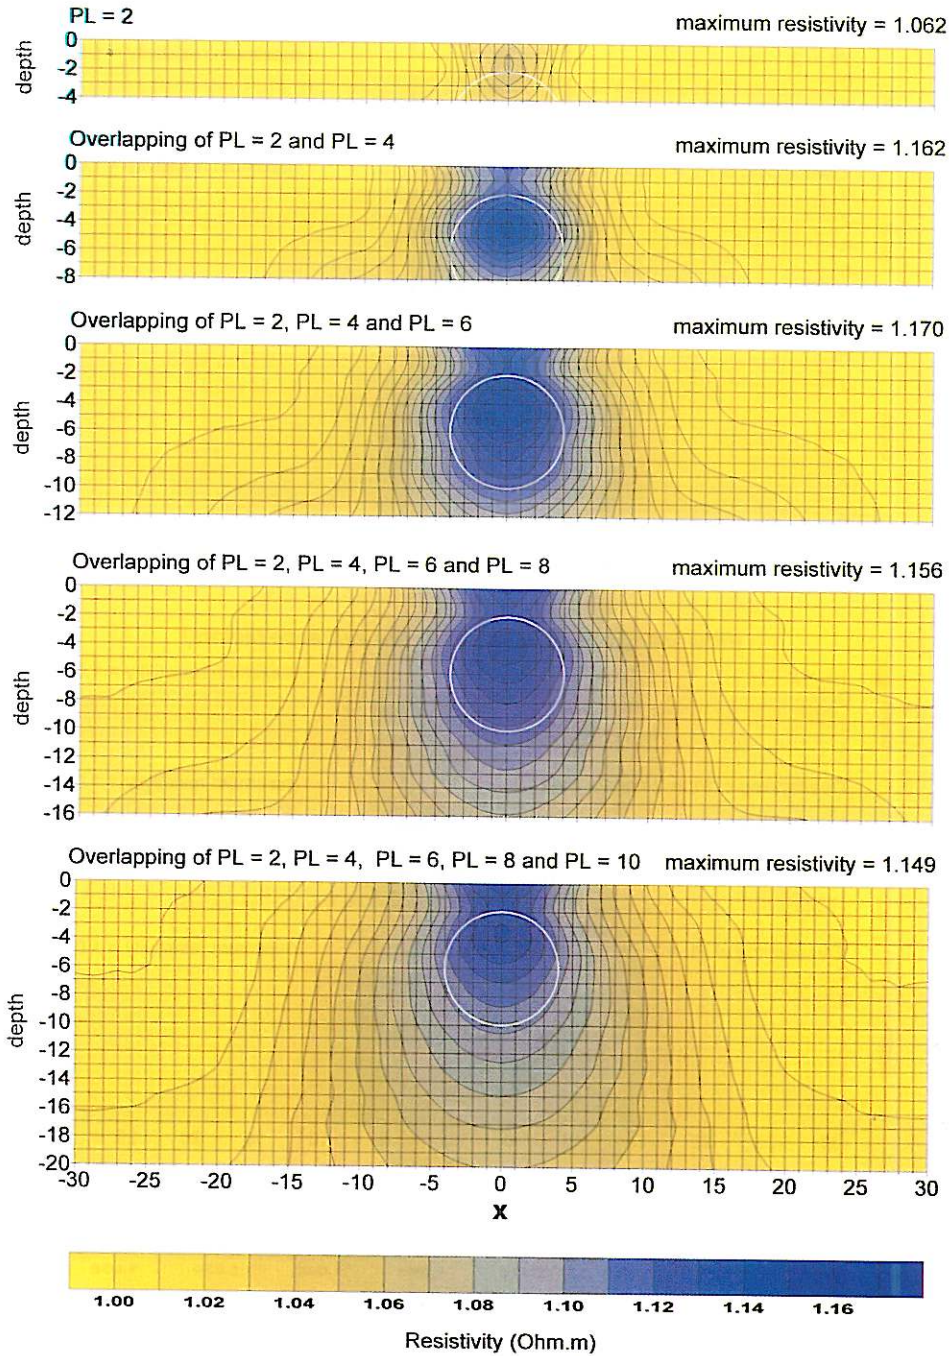 PL = 2 maximum resistivity = 1.062
0
-2
-4
depth
Overlapping of PL = 2 and PL = 4 maximum resistivity = 1.162
0
-2
-4
-6
-8
depth
Overlapping of PL = 2, PL = 4 and PL = 6 maximum resistivity = 1.170
0
-2
-4
-6
-8
-10
-12
depth
Overlapping of PL = 2, PL = 4, PL = 6 and PL = 8 maximum resistivity = 1.156
0
-2
-4
-6
-8
-10
-12
-14
-16
depth
Overlapping of PL = 2, PL = 4, PL = 6, PL = 8 and PL = 10 maximum resistivity = 1.149
0
-2
-4
-6
-8
-10
-12
-14
-16
-18
-20
depth
-30 -25 -20 -15 -10 -5 0 5 10 15 20 25 30
X
1.00 1.02 1.04 1.06 1.08 1.10 1.12 1.14 1.16
Resistivity (Ohm.m)